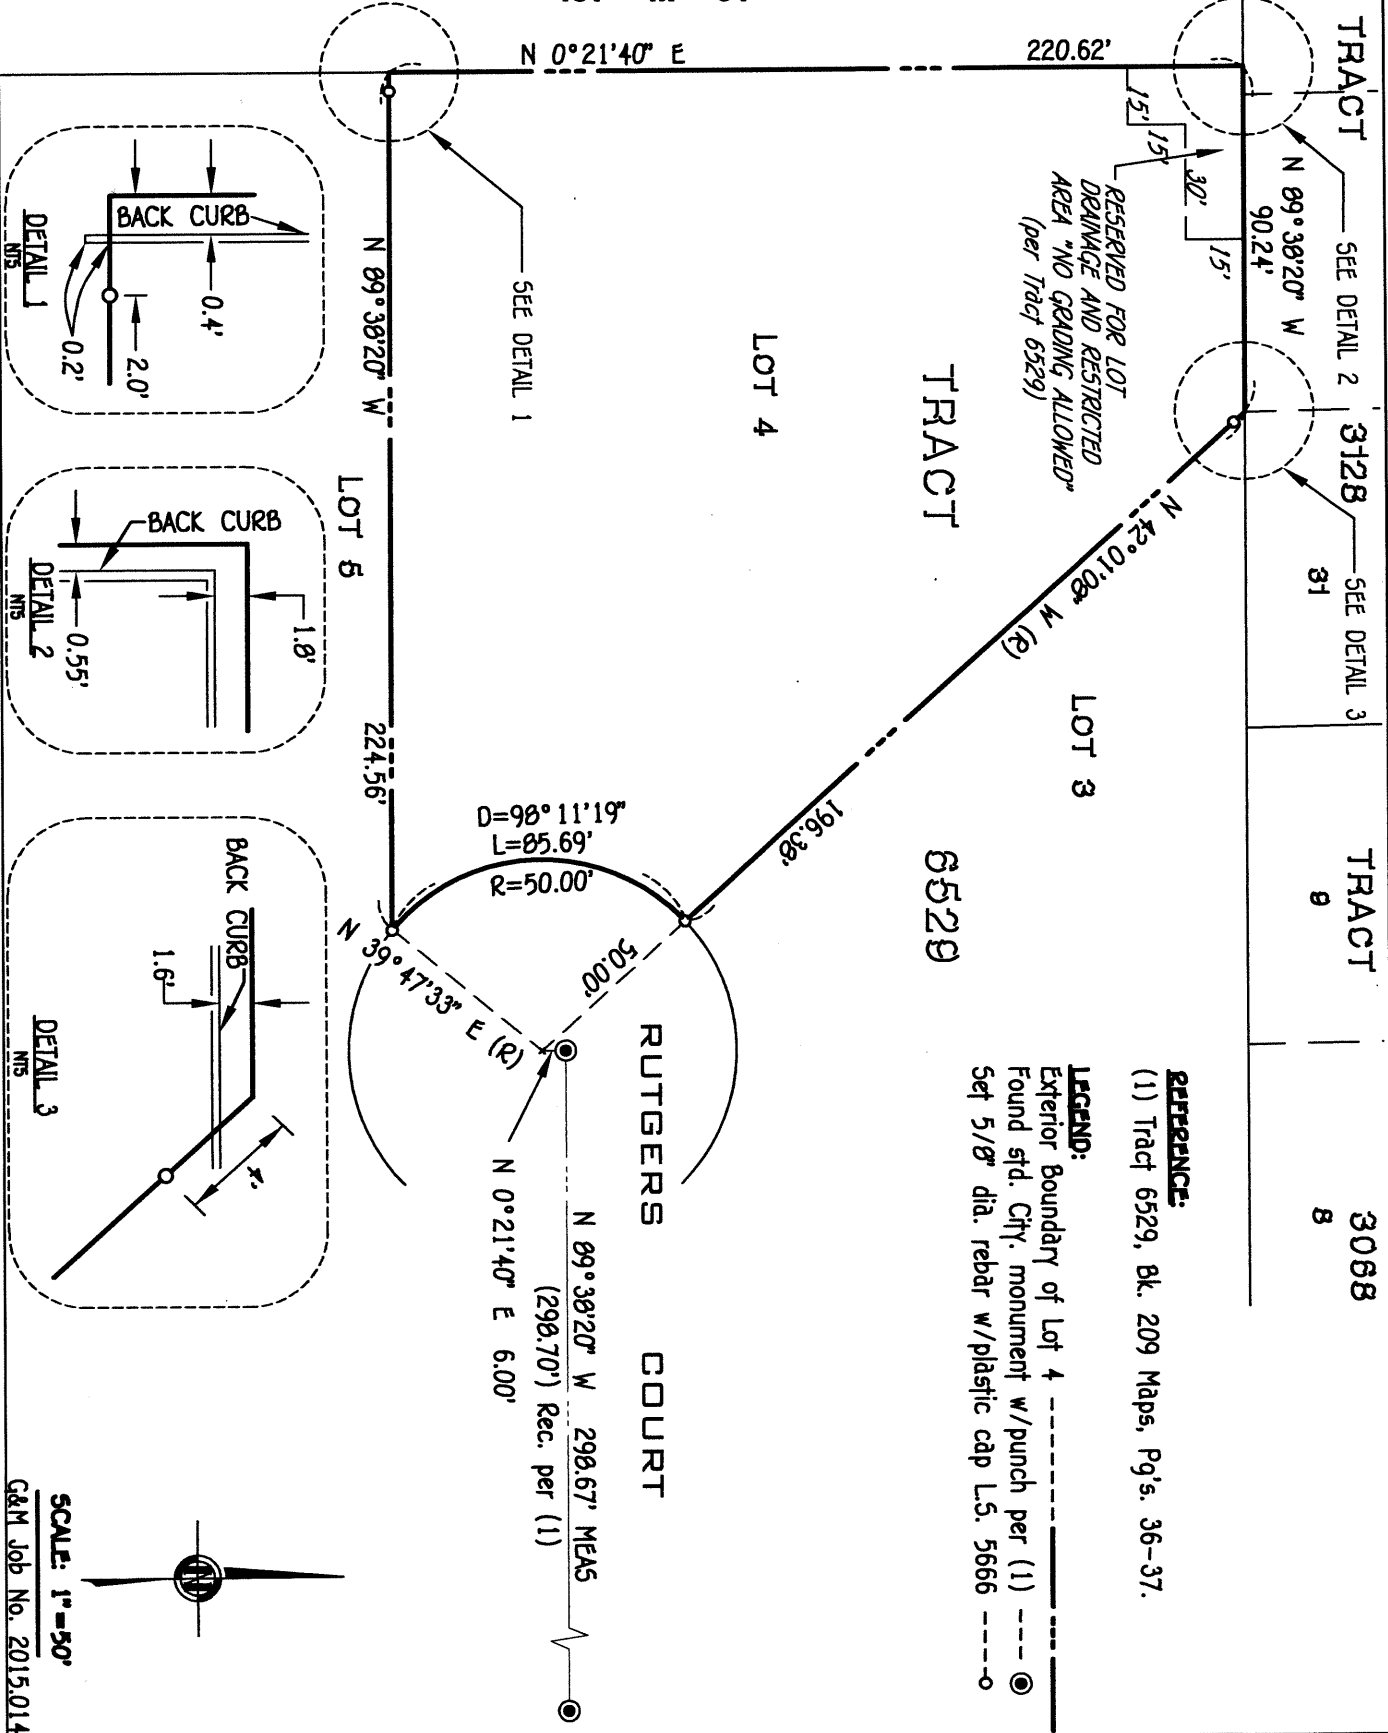 TRACT
3128
31
TRACT
9
3068
8
SEE DETAIL 2
SEE DETAIL 3
N 89°38'20" W
90.24'
N 0°21'40" E
220.62'
15'
15'
30'
15'
RESERVED FOR LOT
DRAINAGE AND RESTRICTED
AREA "NO GRADING ALLOWED"
(per Tract 6529)
SEE DETAIL 1
LOT 4
TRACT
6529
LOT 3
N 42°01'08" W (R)
196.38'
REFERENCE:
(1) Tract 6529, Bk. 209 Maps, Pg's. 36-37.
LEGEND:
Exterior Boundary of Lot 4
Found std. City. monument w/punch per (1)
Set 5/8" dia. rebar w/plastic cap L.S. 5666
RUTGERS COURT
D=98°11'19"
L=85.69'
R=50.00'
50.00'
N 39°47'33" E (R)
N 89°38'20" W 298.67' MEAS
(298.70') Rec. per (1)
N 0°21'40" E 6.00'
N 89°38'20" W
224.56'
LOT 5
BACK CURB
0.4'
2.0'
0.2'
DETAIL 1
NTS
BACK CURB
1.8'
0.55'
DETAIL 2
NTS
BACK CURB
1.6'
4'
DETAIL 3
NTS
N
SCALE: 1"=50'
G&M Job No. 2015.014